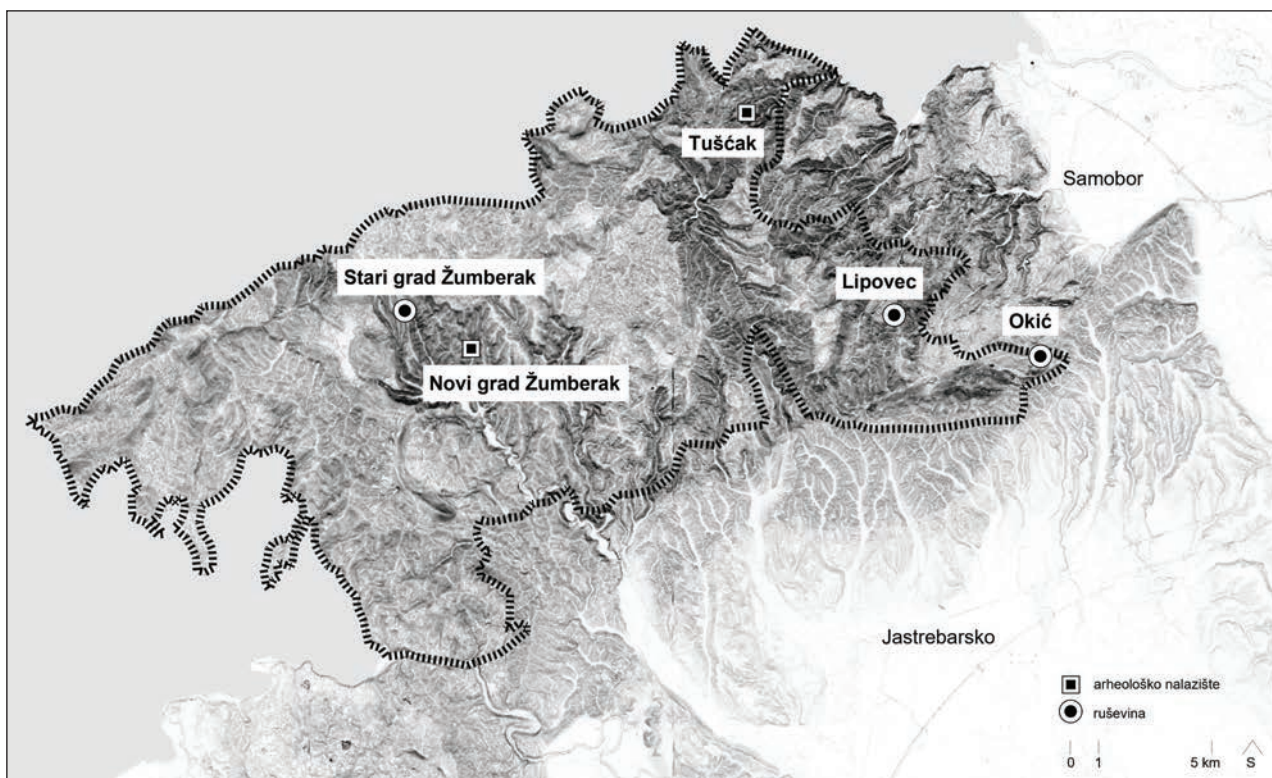 Tušćak
Samobor
Stari grad Žumberak
Lipovec
Okić
Novi grad Žumberak
Jastrebarsko
arheološko nalazište
ruševina
0 1 5 km S